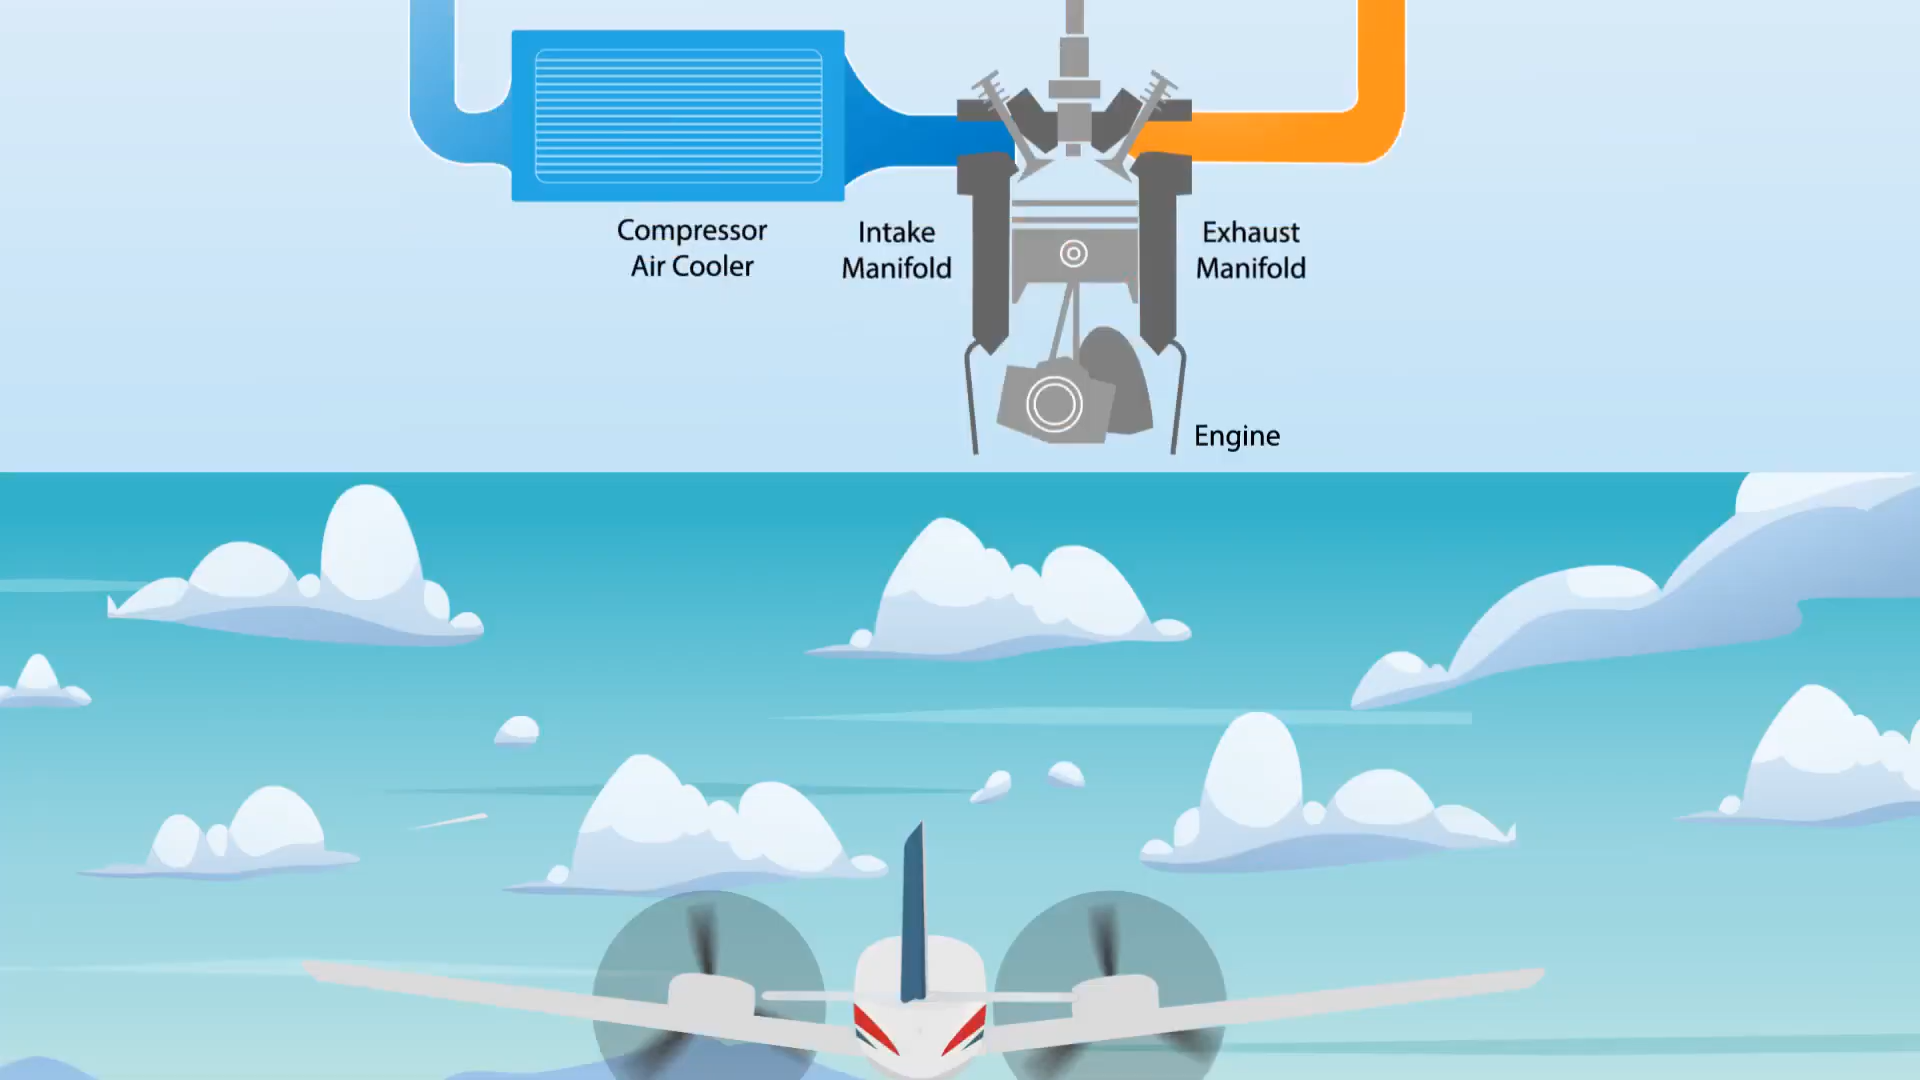 Compressor
Air Cooler
Intake
Manifold
Exhaust
Manifold
Engine